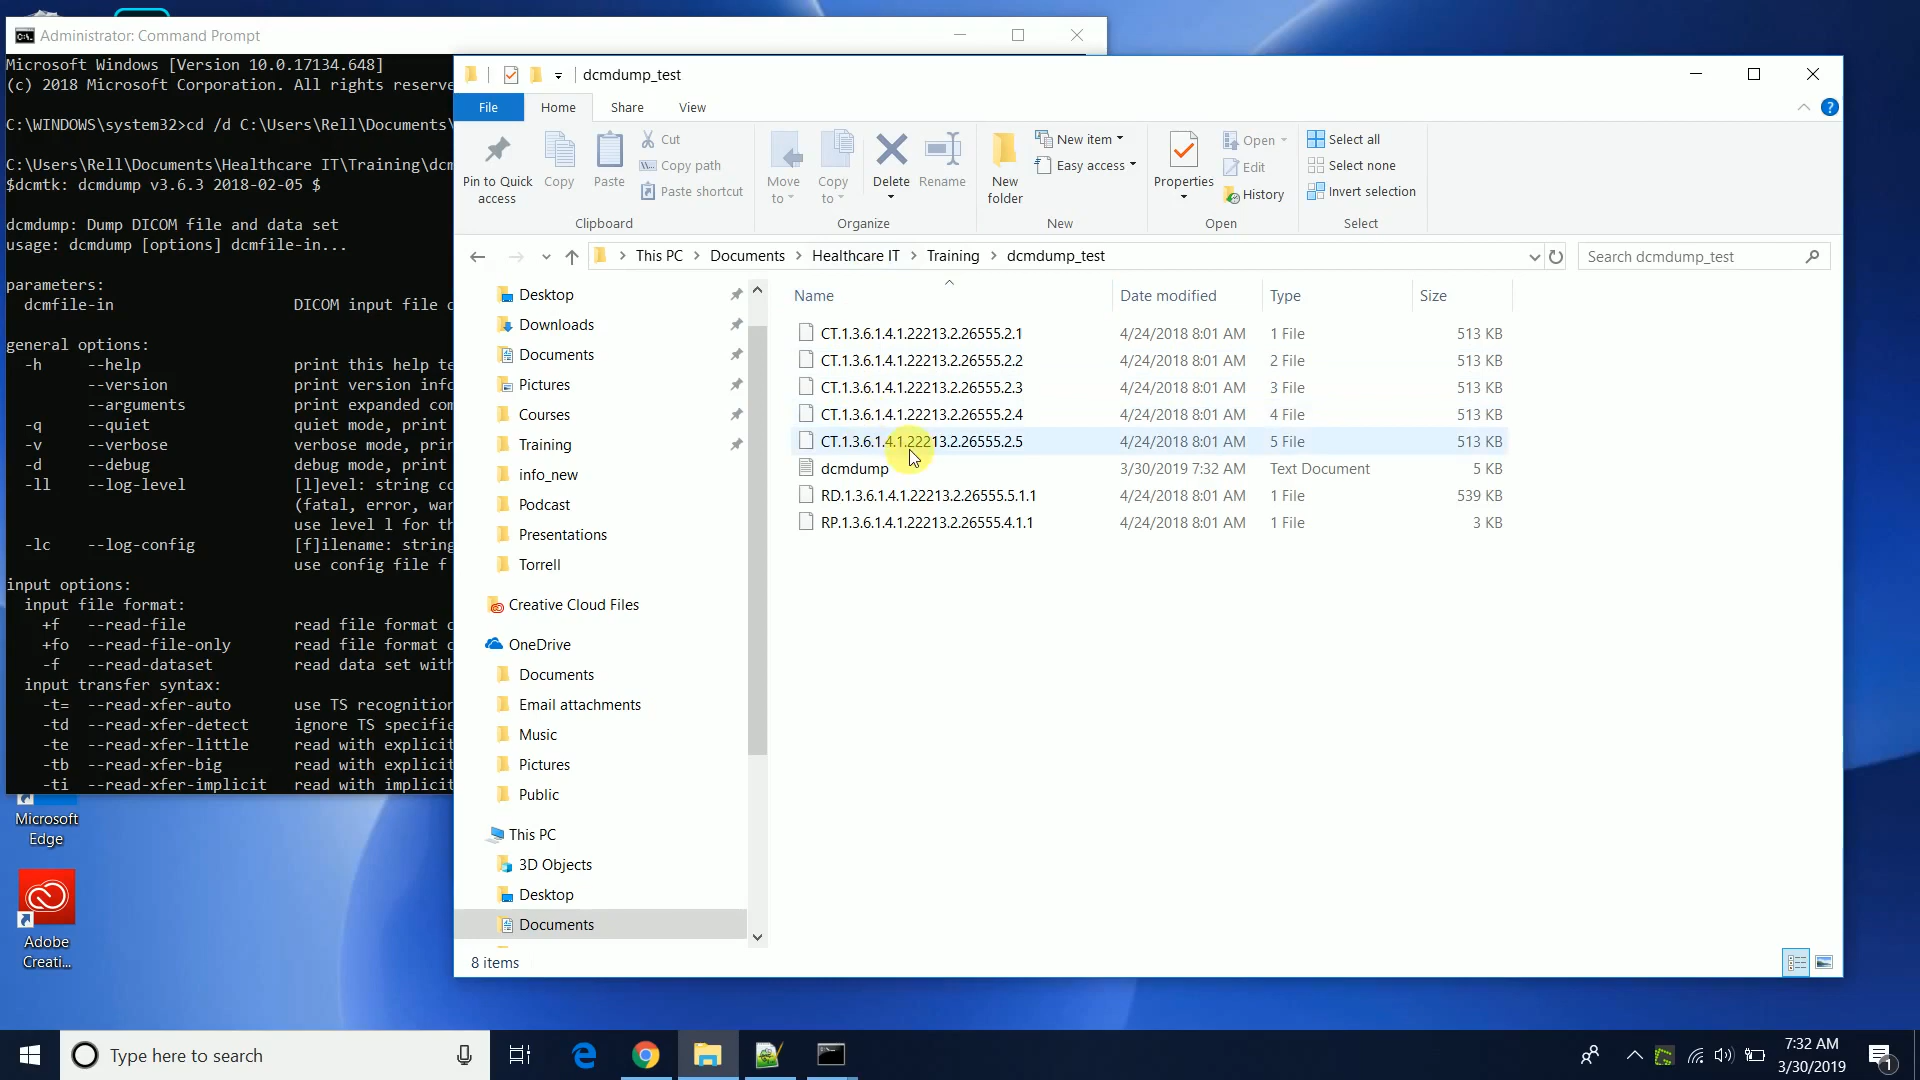 Administrator: Command Prompt
Microsoft Windows [Version 10.0.17134.648]
(c) 2018 Microsoft Corporation. All rights reserve
C:\WINDOWS\system32>cd /d C:\Users\Rell\Documents\
C:\Users\Rell\Documents\Healthcare IT\Training\dcm
$dcmtk: dcmdump v3.6.3 2018-02-05 $
dcmdump: Dump DICOM file and data set
usage: dcmdump [options] dcmfile-in...
parameters:
dcmfile-in DICOM input file
general options:
-h --help print this help te
--version print version info
--arguments print expanded com
-q --quiet quiet mode, print
-v --verbose verbose mode, prin
-d --debug debug mode, print
-ll --log-level [l]evel: string co
(fatal, error, war
use level l for th
-lc --log-config [f]ilename: string
use config file f
input options:
input file format:
+f --read-file read file format
+fo --read-file-only read file format
-f --read-dataset read data set with
input transfer syntax:
-t= --read-xfer-auto use TS recognition
-td --read-xfer-detect ignore TS specifie
-te --read-xfer-little read with explicit
-tb --read-xfer-big read with explicit
-ti --read-xfer-implicit read with implicit
dcmdump_test
File Home Share View
Pin to Quick access
Copy
Paste
Cut
Copy path
Paste shortcut
Clipboard
Move to
Copy to
Delete
Rename
Organize
New folder
New item
Easy access
New
Properties
Open
Edit
History
Open
Select all
Select none
Invert selection
Select
This PC > Documents > Healthcare IT > Training > dcmdump_test
Search dcmdump_test
Desktop
Downloads
Documents
Pictures
Courses
Training
info_new
Podcast
Presentations
Torrell
Creative Cloud Files
OneDrive
Documents
Email attachments
Music
Pictures
Public
This PC
3D Objects
Desktop
Documents
Name Date modified Type Size
CT.1.3.6.1.4.1.22213.2.26555.2.1 4/24/2018 8:01 AM 1 File 513 KB
CT.1.3.6.1.4.1.22213.2.26555.2.2 4/24/2018 8:01 AM 2 File 513 KB
CT.1.3.6.1.4.1.22213.2.26555.2.3 4/24/2018 8:01 AM 3 File 513 KB
CT.1.3.6.1.4.1.22213.2.26555.2.4 4/24/2018 8:01 AM 4 File 513 KB
CT.1.3.6.1.4.1.22213.2.26555.2.5 4/24/2018 8:01 AM 5 File 513 KB
dcmdump 3/30/2019 7:32 AM Text Document 5 KB
RD.1.3.6.1.4.1.22213.2.26555.5.1.1 4/24/2018 8:01 AM 1 File 539 KB
RP.1.3.6.1.4.1.22213.2.26555.4.1.1 4/24/2018 8:01 AM 1 File 3 KB
8 items
Microsoft
Edge
Adobe
Creati...
Type here to search
7:32 AM
3/30/2019
1